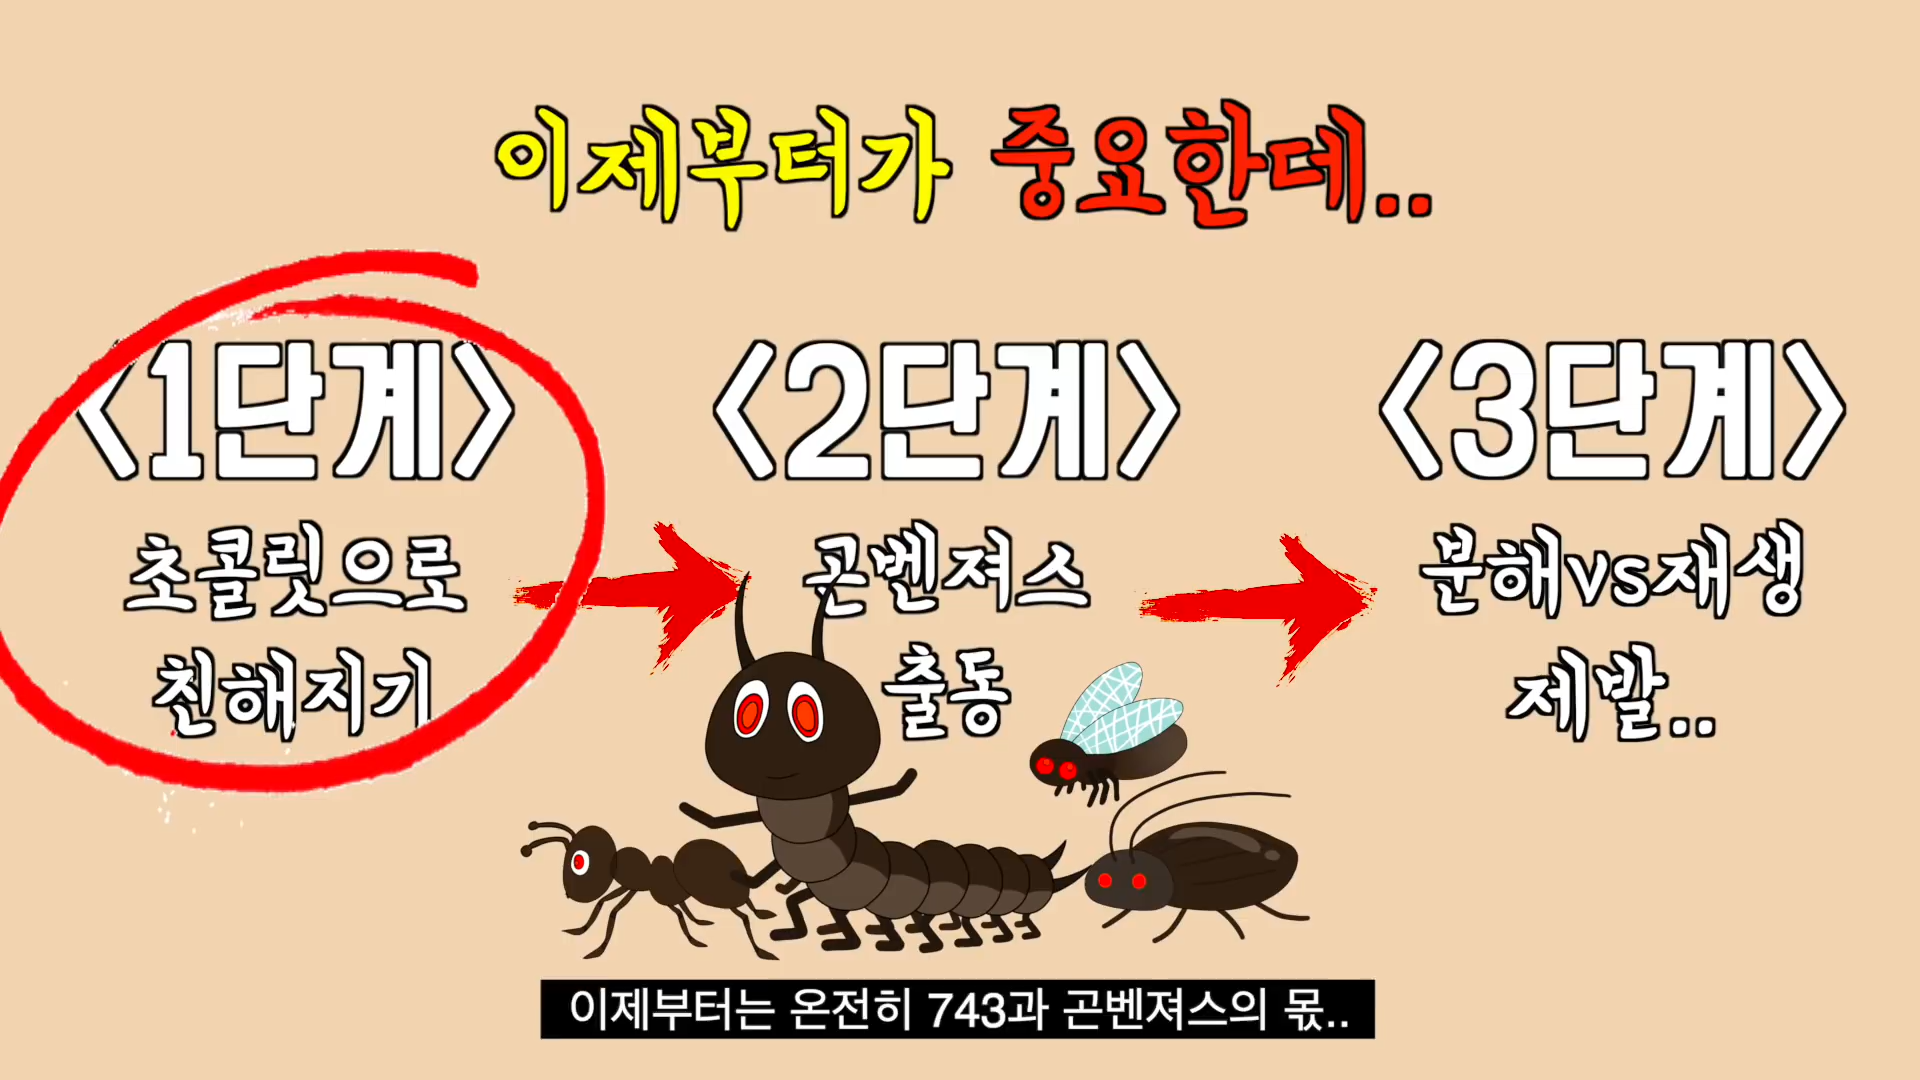 이제부터가 중요한데..
<1단계>
초콜릿으로
친해지기
<2단계>
곤벤져스
출동
<3단계>
분해vs재생
제발..
이제부터는 온전히 743과 곤벤져스의 몫..